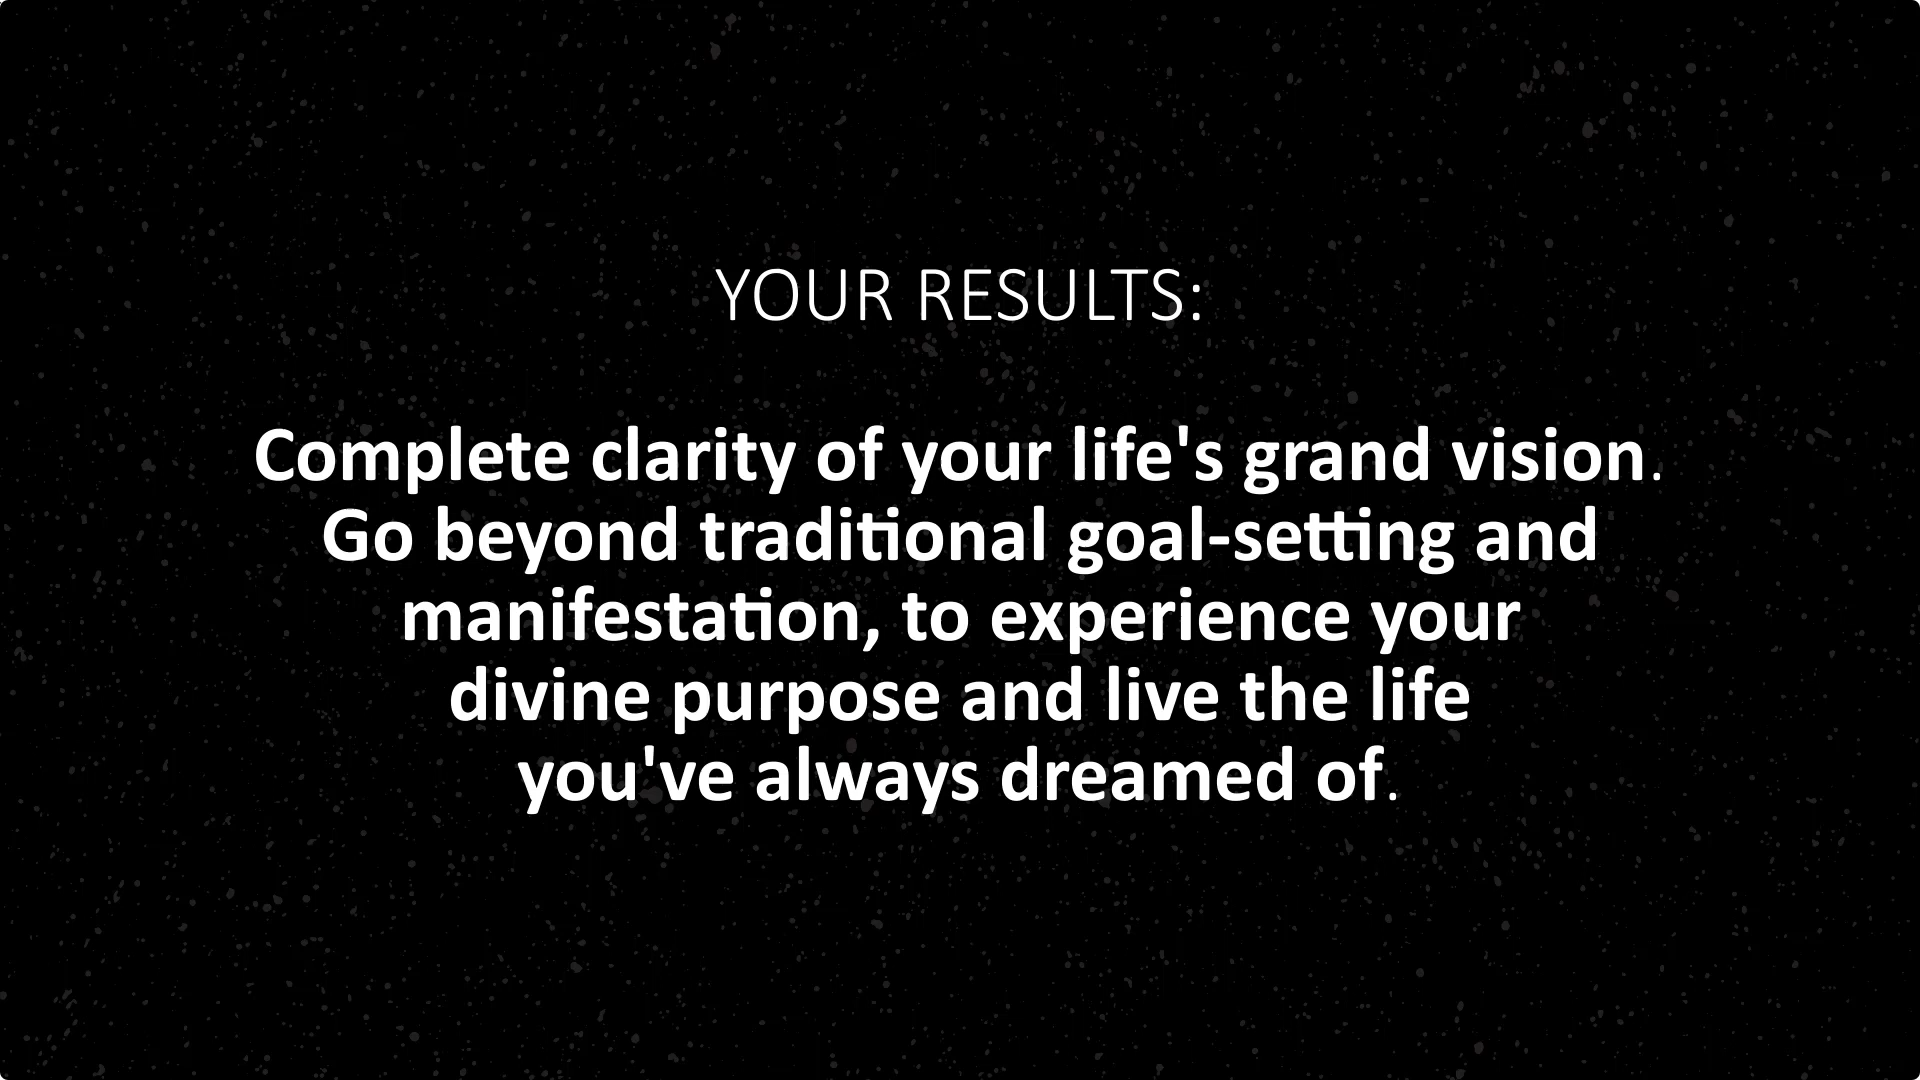 YOUR RESULTS:
Complete clarity of your life's grand vision.
Go beyond traditional goal-setting and
manifestation, to experience your
divine purpose and live the life
you've always dreamed of.